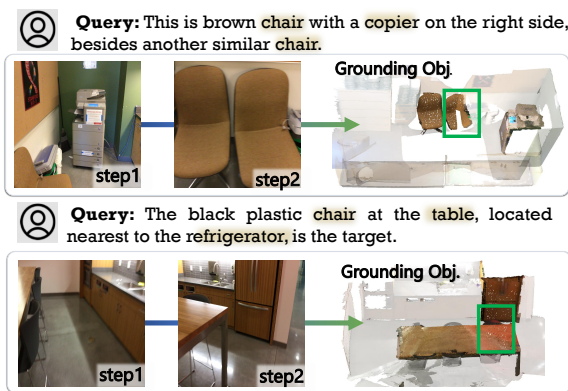 Query: This is brown chair with a copier on the right side,
besides another similar chair.
Grounding Obj.
step1
step2
Query: The black plastic chair at the table, located
nearest to the refrigerator, is the target.
Grounding Obj.
step1
step2